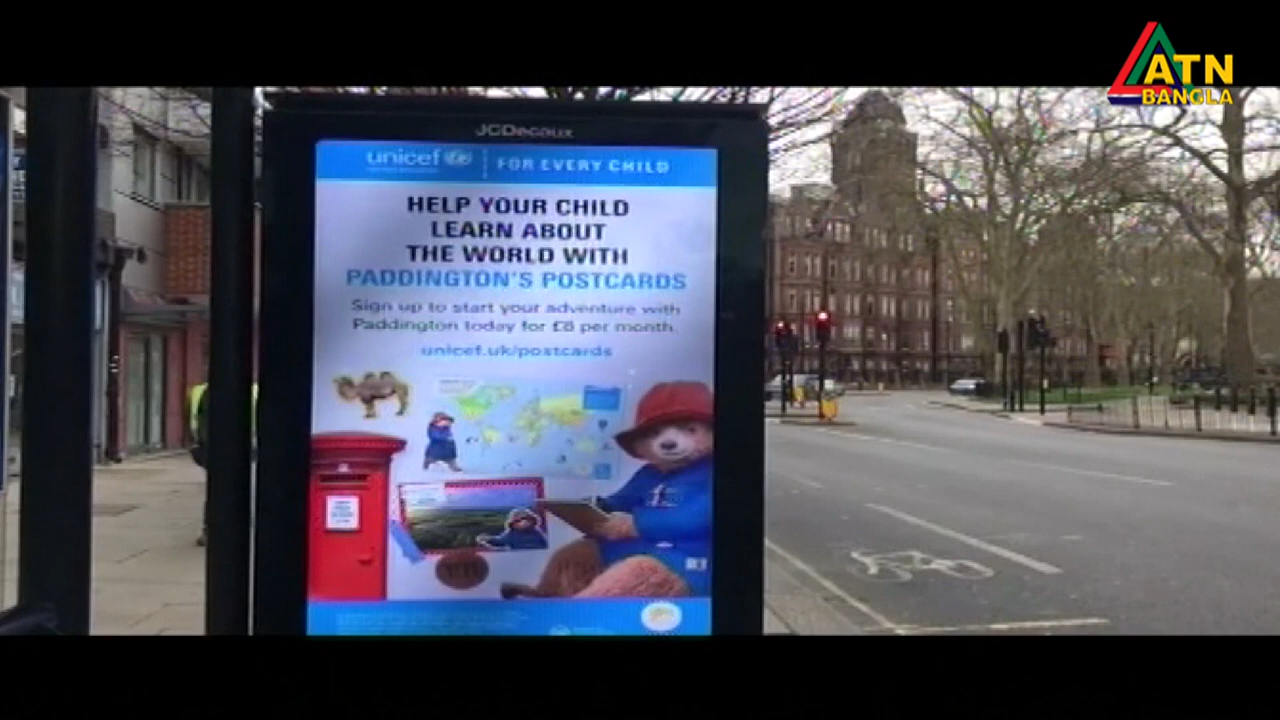 ATN
BANGLA
JCDecaux
unicef
FOR EVERY CHILD
HELP YOUR CHILD
LEARN ABOUT
THE WORLD WITH
PADDINGTON'S POSTCARDS
Sign up to start your adventure with
Paddington today for £8 per month
unicef.uk/postcards